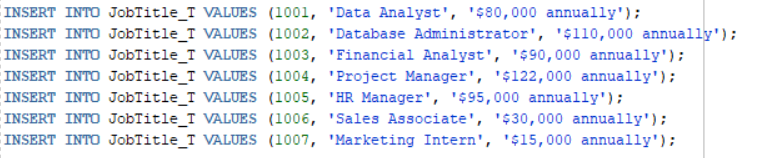 INSERT INTO JobTitle_T VALUES (1001, 'Data Analyst', '$80,000 annually');
INSERT INTO JobTitle_T VALUES (1002, 'Database Administrator', '$110,000 annually');
INSERT INTO JobTitle_T VALUES (1003, 'Financial Analyst', '$90,000 annually');
INSERT INTO JobTitle_T VALUES (1004, 'Project Manager', '$122,000 annually');
INSERT INTO JobTitle_T VALUES (1005, 'HR Manager', '$95,000 annually');
INSERT INTO JobTitle_T VALUES (1006, 'Sales Associate', '$30,000 annually');
INSERT INTO JobTitle_T VALUES (1007, 'Marketing Intern', '$15,000 annually');